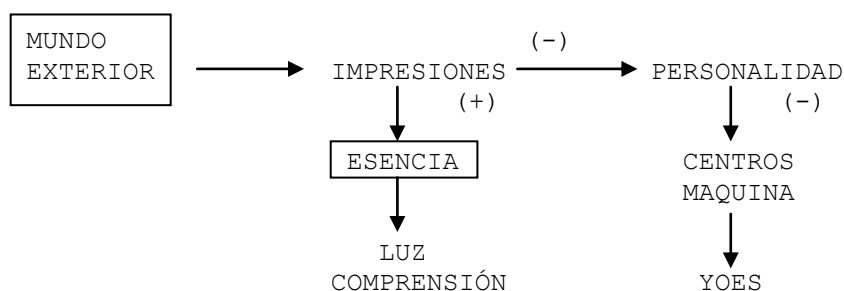 MUNDO
EXTERIOR
IMPRESIONES
(-)
PERSONALIDAD
(+)
(-)
ESENCIA
CENTROS
MAQUINA
LUZ
COMPRENSIÓN
YOES